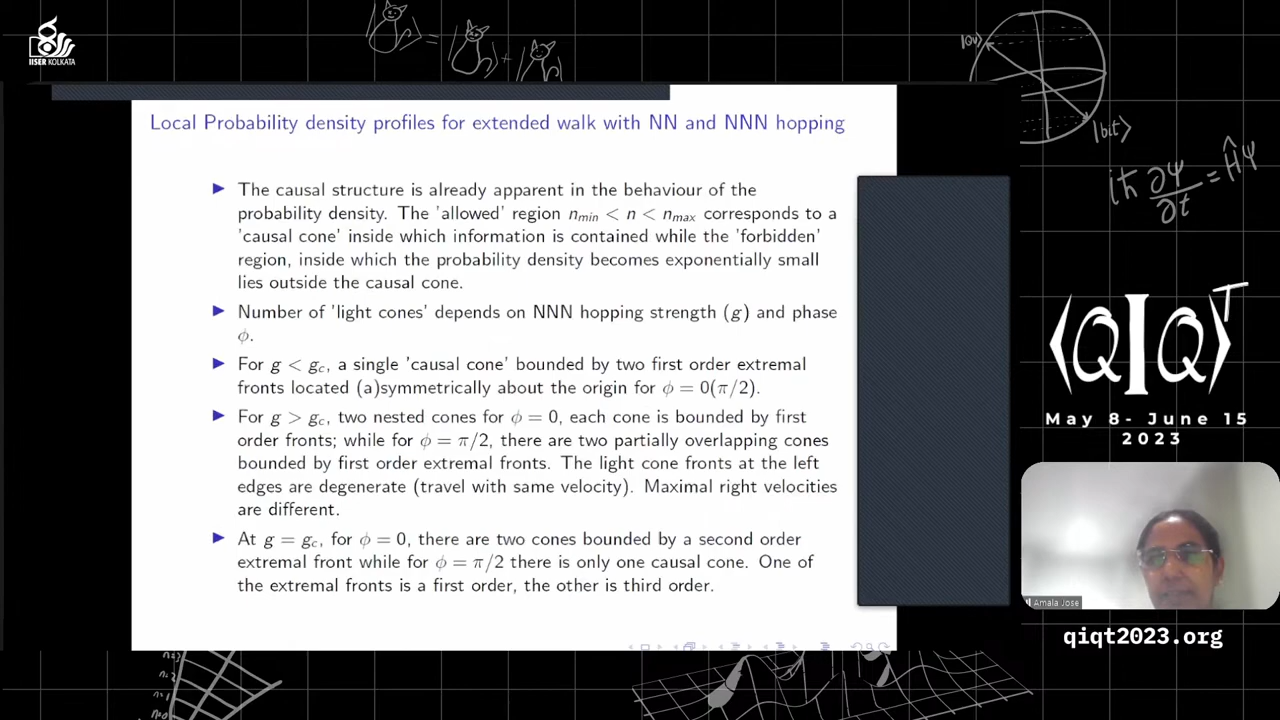 IISER KOLKATA
|0y⟩
|bit⟩
iħ ∂ψ/∂t = Ĥψ
Local Probability density profiles for extended walk with NN and NNN hopping
The causal structure is already apparent in the behaviour of the
probability density. The 'allowed' region n_min < n < n_max corresponds to a
'causal cone' inside which information is contained while the 'forbidden'
region, inside which the probability density becomes exponentially small
lies outside the causal cone.
Number of 'light cones' depends on NNN hopping strength (g) and phase
ϕ.
For g < g_c, a single 'causal cone' bounded by two first order extremal
fronts located (a)symmetrically about the origin for ϕ = 0(π/2).
For g > g_c, two nested cones for ϕ = 0, each cone is bounded by first
order fronts; while for ϕ = π/2, there are two partially overlapping cones
bounded by first order extremal fronts. The light cone fronts at the left
edges are degenerate (travel with same velocity). Maximal right velocities
are different.
At g = g_c, for ϕ = 0, there are two cones bounded by a second order
extremal front while for ϕ = π/2 there is only one causal cone. One of
the extremal fronts is a first order, the other is third order.
⟨QIQ⟩T
May 8- June 15
2023
Amala Jose
qiqt2023.org
n=2
n=1
n=0